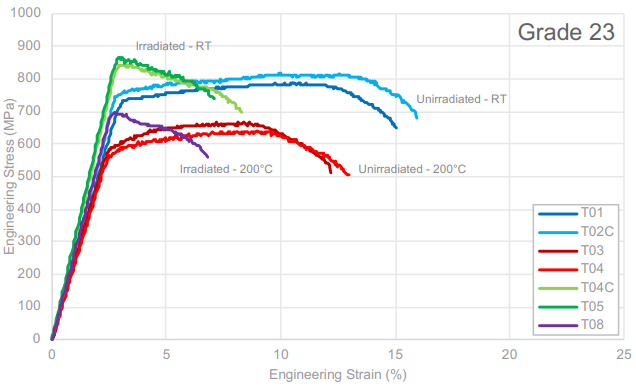 Grade 23
Engineering Stress (MPa)
1000
900
800
700
600
500
400
300
200
100
0
Irradiated - RT
Unirradiated - RT
Irradiated - 200°C
Unirradiated - 200°C
T01
T02C
T03
T04
T04C
T05
T08
0
5
10
15
20
25
Engineering Strain (%)